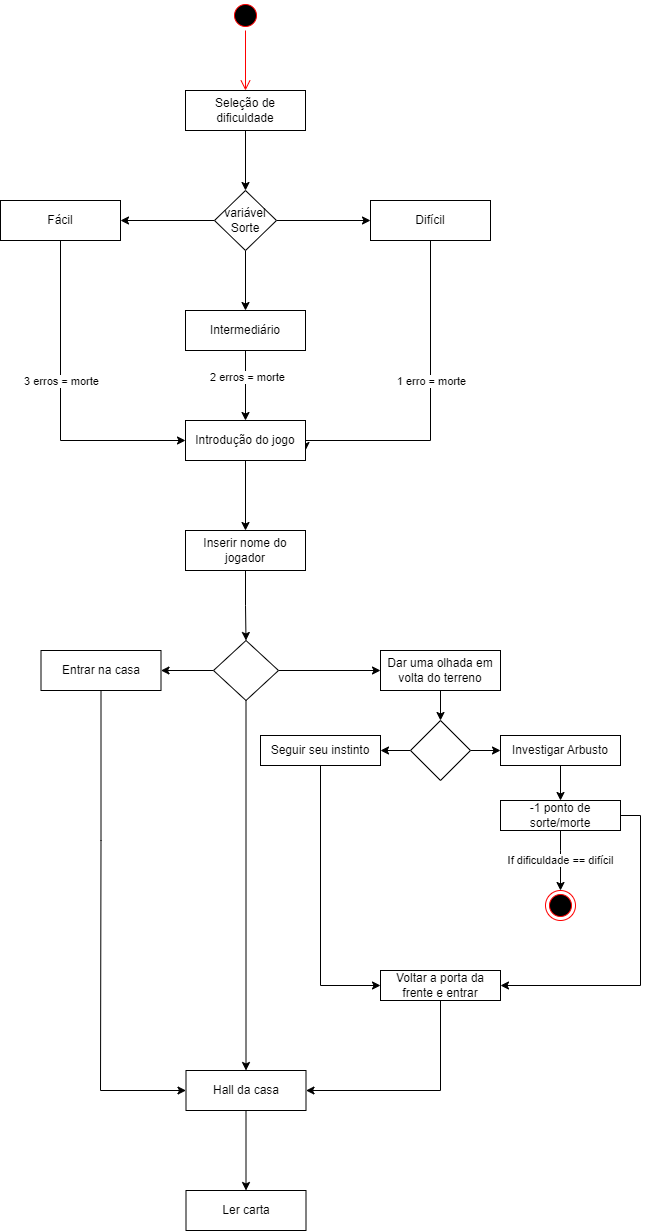 Seleção de
dificuldade
variável
Sorte
Fácil
Difícil
Intermediário
3 erros = morte
2 erros = morte
1 erro = morte
Introdução do jogo
Inserir nome do
jogador
Entrar na casa
Dar uma olhada em
volta do terreno
Seguir seu instinto
Investigar Arbusto
-1 ponto de
sorte/morte
If dificuldade == difícil
Voltar a porta da
frente e entrar
Hall da casa
Ler carta